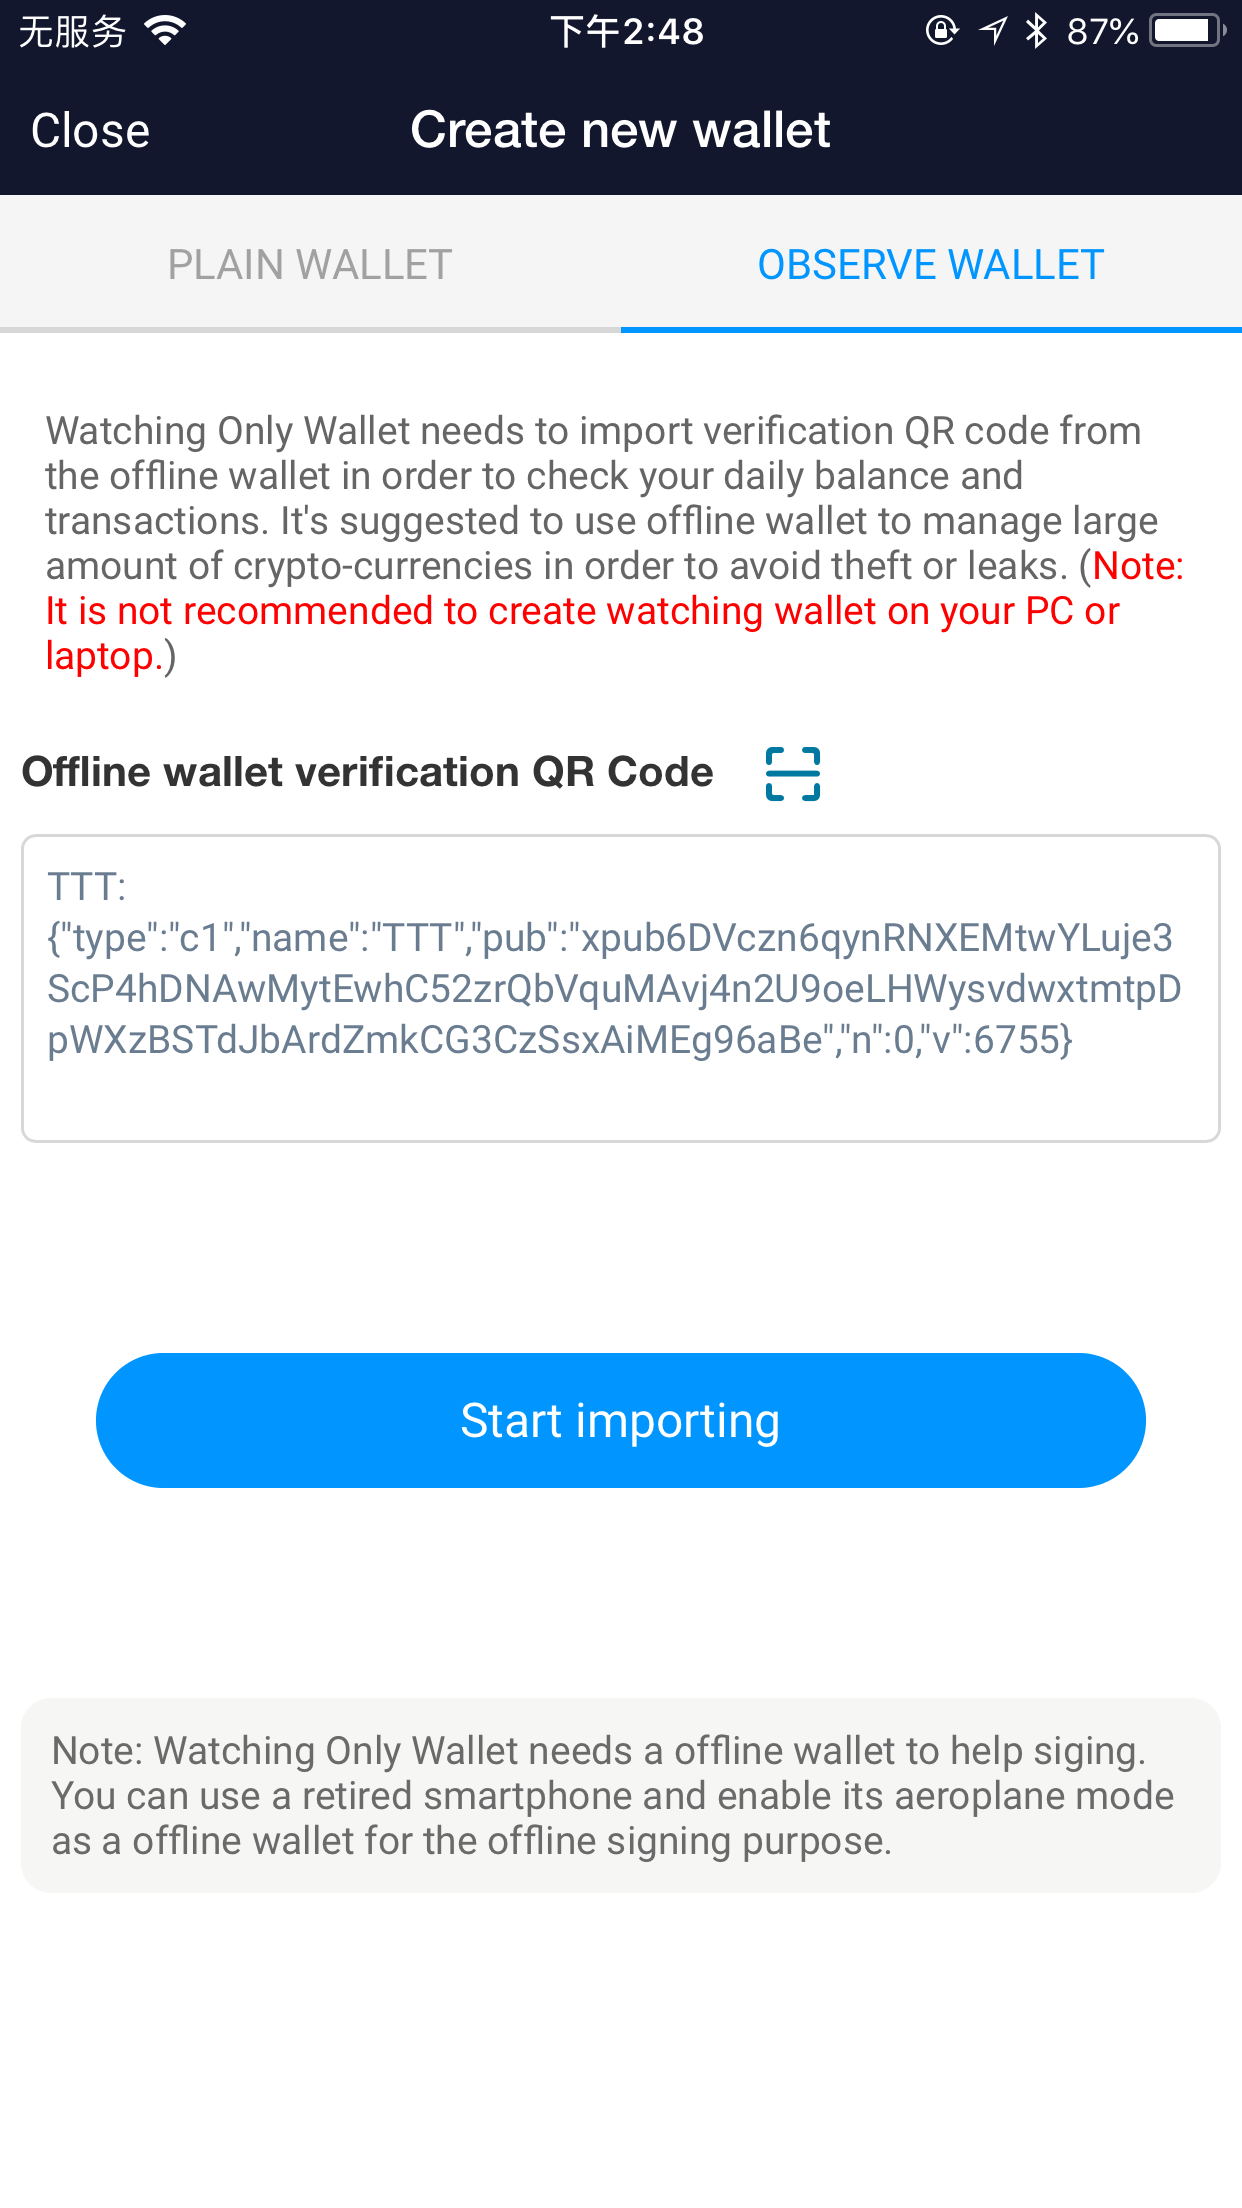 无服务 下午2:48 87%
Close Create new wallet
PLAIN WALLET OBSERVE WALLET
Watching Only Wallet needs to import verification QR code from
the offline wallet in order to check your daily balance and
transactions. It's suggested to use offline wallet to manage large
amount of crypto-currencies in order to avoid theft or leaks. (Note:
It is not recommended to create watching wallet on your PC or
laptop.)
Offline wallet verification QR Code
TTT:
{"type":"c1","name":"TTT","pub":"xpub6DVczn6qynRNXEMtwYLuje3
ScP4hDNAwMytEwhC52zrQbVquMAvj4n2U9oeLHWysvdwxtmtpD
pWXzBSTdJbArdZmkCG3CzSsxAiMEg96aBe","n":0,"v":6755}
Start importing
Note: Watching Only Wallet needs a offline wallet to help siging.
You can use a retired smartphone and enable its aeroplane mode
as a offline wallet for the offline signing purpose.